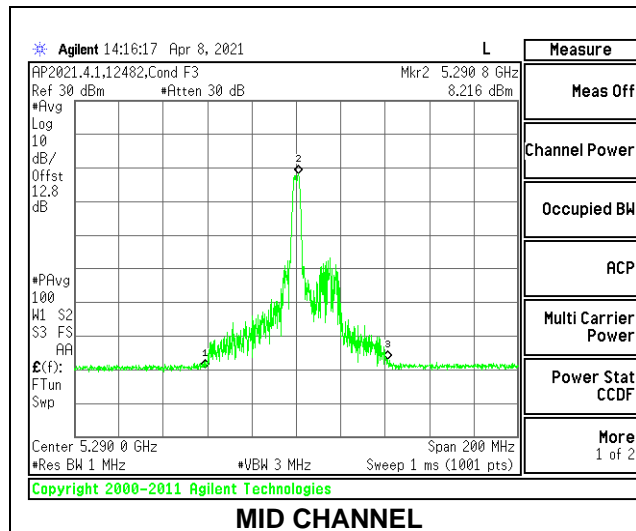 Agilent 14:16:17 Apr 8, 2021 L
Measure
AP2021.4.1,12482,Cond F3 Mkr2 5.290 8 GHz
Ref 30 dBm #Atten 30 dB 8.216 dBm
Meas Off
#Avg
Log
10
dB/
Offst
12.8
dB
2
Channel Power
Occupied BW
ACP
#PAvg
100
W1 S2
S3 FS
AA
£(f):
FTun
Swp
1
3
Multi Carrier
Power
Power Stat
CCDF
Center 5.290 0 GHz Span 200 MHz
#Res BW 1 MHz #VBW 3 MHz Sweep 1 ms (1001 pts)
More
1 of 2
Copyright 2000-2011 Agilent Technologies
MID CHANNEL